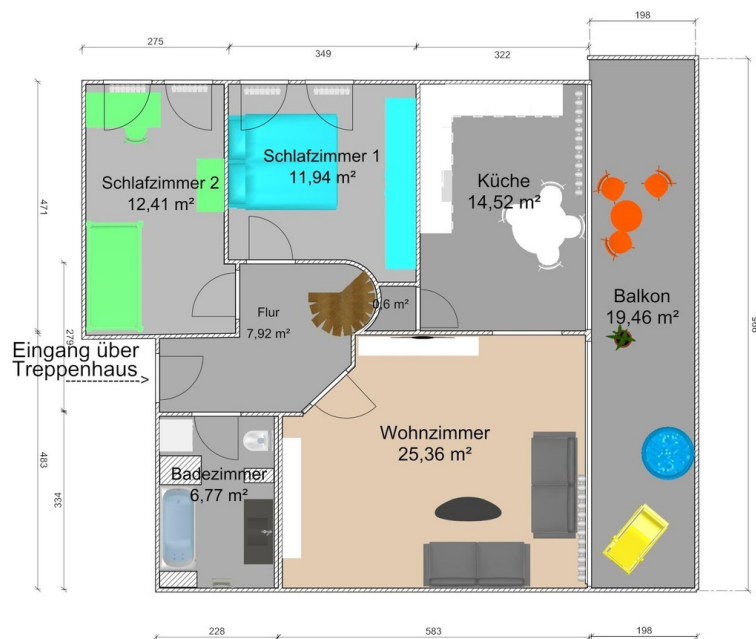 198
275
349
322
Schlafzimmer 2
12,41 m²
Schlafzimmer 1
11,94 m²
Küche
14,52 m²
471
Flur
7,92 m²
0,6 m²
Balkon
19,46 m²
279
Eingang über
Treppenhaus
Wohnzimmer
25,36 m²
Badezimmer
6,77 m²
483
334
228
583
198